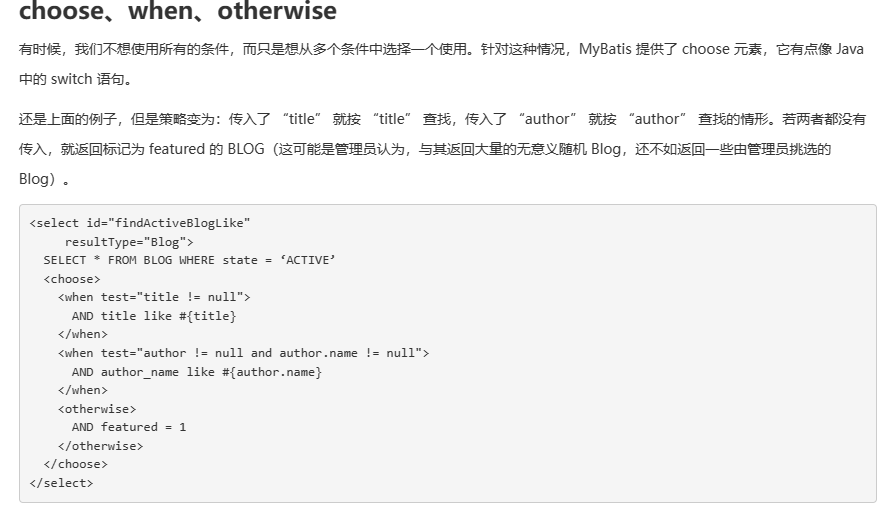 choose、when、otherwise
有时候，我们不想使用所有的条件，而只是想从多个条件中选择一个使用。针对这种情况，MyBatis 提供了 choose 元素，它有点像 Java
中的 switch 语句。
还是上面的例子，但是策略变为：传入了 “title” 就按 “title” 查找，传入了 “author” 就按 “author” 查找的情形。若两者都没有
传入，就返回标记为 featured 的 BLOG（这可能是管理员认为，与其返回大量的无意义随机 Blog，还不如返回一些由管理员挑选的
Blog）。
<select id="findActiveBlogLike"
     resultType="Blog">
  SELECT * FROM BLOG WHERE state = ‘ACTIVE’
  <choose>
    <when test="title != null">
      AND title like #{title}
    </when>
    <when test="author != null and author.name != null">
      AND author_name like #{author.name}
    </when>
    <otherwise>
      AND featured = 1
    </otherwise>
  </choose>
</select>